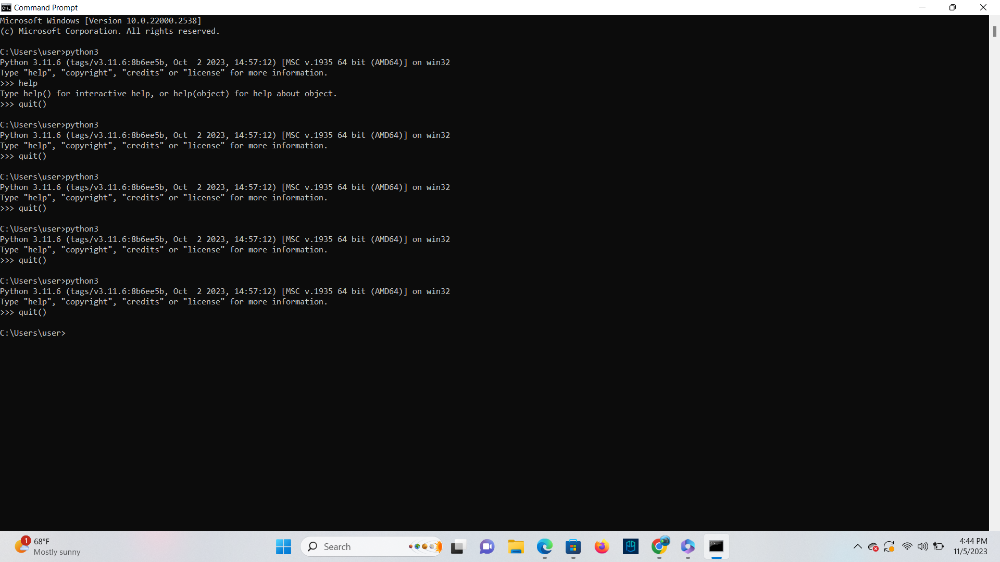 Command Prompt
Microsoft Windows [Version 10.0.22000.2538]
(c) Microsoft Corporation. All rights reserved.
C:\Users\user>python3
Python 3.11.6 (tags/v3.11.6:8b6ee5b, Oct  2 2023, 14:57:12) [MSC v.1935 64 bit (AMD64)] on win32
Type "help", "copyright", "credits" or "license" for more information.
>>> help
Type help() for interactive help, or help(object) for help about object.
>>> quit()
C:\Users\user>python3
Python 3.11.6 (tags/v3.11.6:8b6ee5b, Oct  2 2023, 14:57:12) [MSC v.1935 64 bit (AMD64)] on win32
Type "help", "copyright", "credits" or "license" for more information.
>>> quit()
C:\Users\user>python3
Python 3.11.6 (tags/v3.11.6:8b6ee5b, Oct  2 2023, 14:57:12) [MSC v.1935 64 bit (AMD64)] on win32
Type "help", "copyright", "credits" or "license" for more information.
>>> quit()
C:\Users\user>python3
Python 3.11.6 (tags/v3.11.6:8b6ee5b, Oct  2 2023, 14:57:12) [MSC v.1935 64 bit (AMD64)] on win32
Type "help", "copyright", "credits" or "license" for more information.
>>> quit()
C:\Users\user>python3
Python 3.11.6 (tags/v3.11.6:8b6ee5b, Oct  2 2023, 14:57:12) [MSC v.1935 64 bit (AMD64)] on win32
Type "help", "copyright", "credits" or "license" for more information.
>>> quit()
C:\Users\user>
1
68°F
Mostly sunny
Search
4:44 PM
11/5/2023